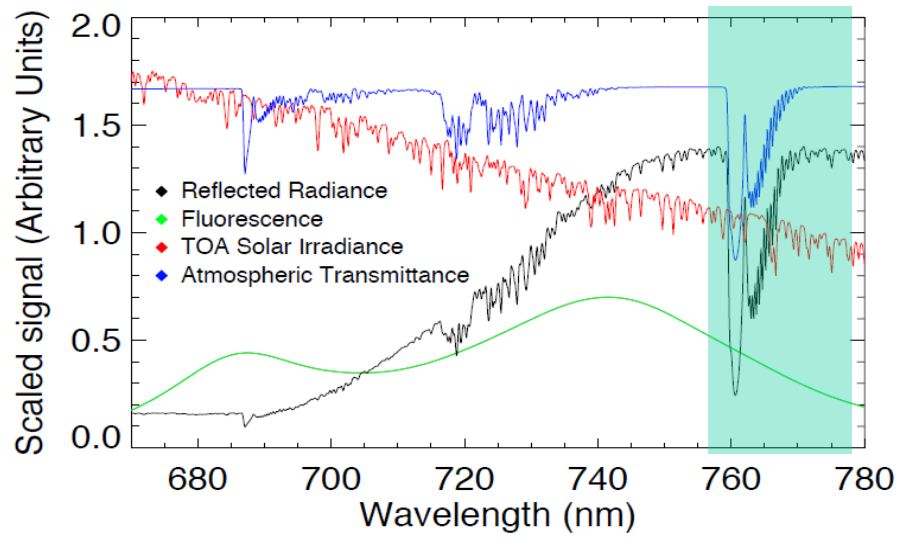 2.0
1.5
1.0
0.5
0.0
Scaled signal (Arbitrary Units)
Reflected Radiance
Fluorescence
TOA Solar Irradiance
Atmospheric Transmittance
680 700 720 740 760 780
Wavelength (nm)